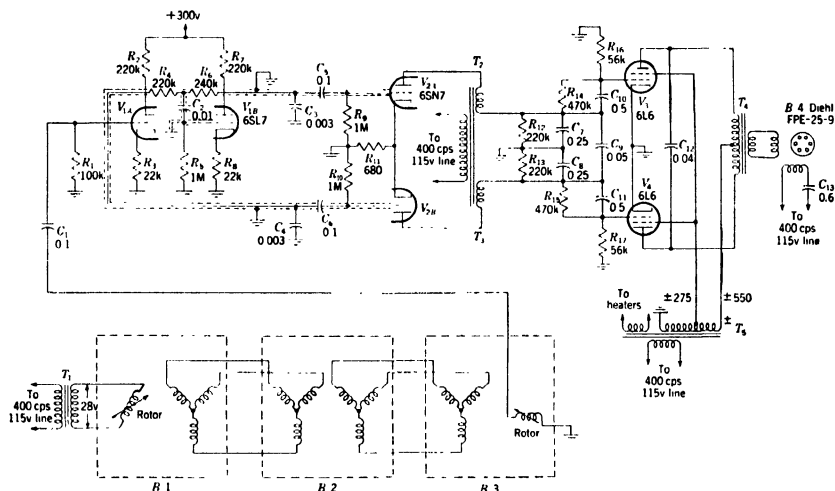 +300v
R2
220k
R4
220k
R6
240k
R7
220k
V1A
C2
0.01
V1B
6SL7
R1
100k
R3
22k
R5
1M
R8
22k
C1
0 1
C5
0 1
C3
0 003
C4
0 003
C6
0 1
R9
1M
R10
1M
R11
680
V2A
6SN7
V2B
To
400 cps
115v line
T2
T3
R12
220k
R13
220k
R14
470k
R15
470k
R16
56k
R17
56k
C7
0 25
C8
0 25
C9
0 05
C10
0 5
C11
0 5
V3
6L6
V4
6L6
C12
0 04
T4
B 4 Diehl
FPE-25-9
C13
0.6
To
400 cps
115v line
To
heaters
±275
±550
±
T5
To
400 cps
115v line
T1
To
400 cps
115v line
28v
Rotor
Rotor
B 1
B 2
B 3